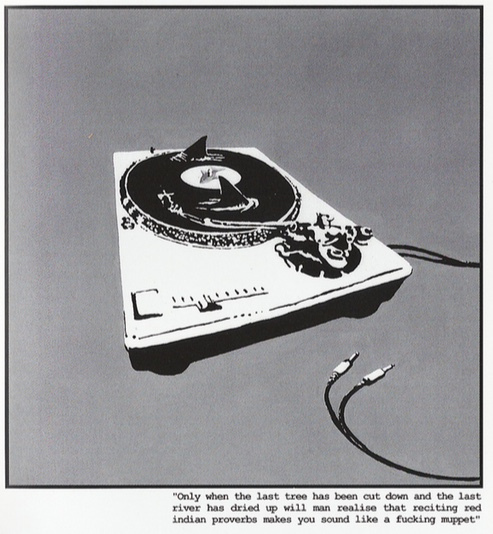 "Only when the last tree has been cut down and the last
river has dried up will man realise that reciting red
indian proverbs makes you sound like a fucking muppet"